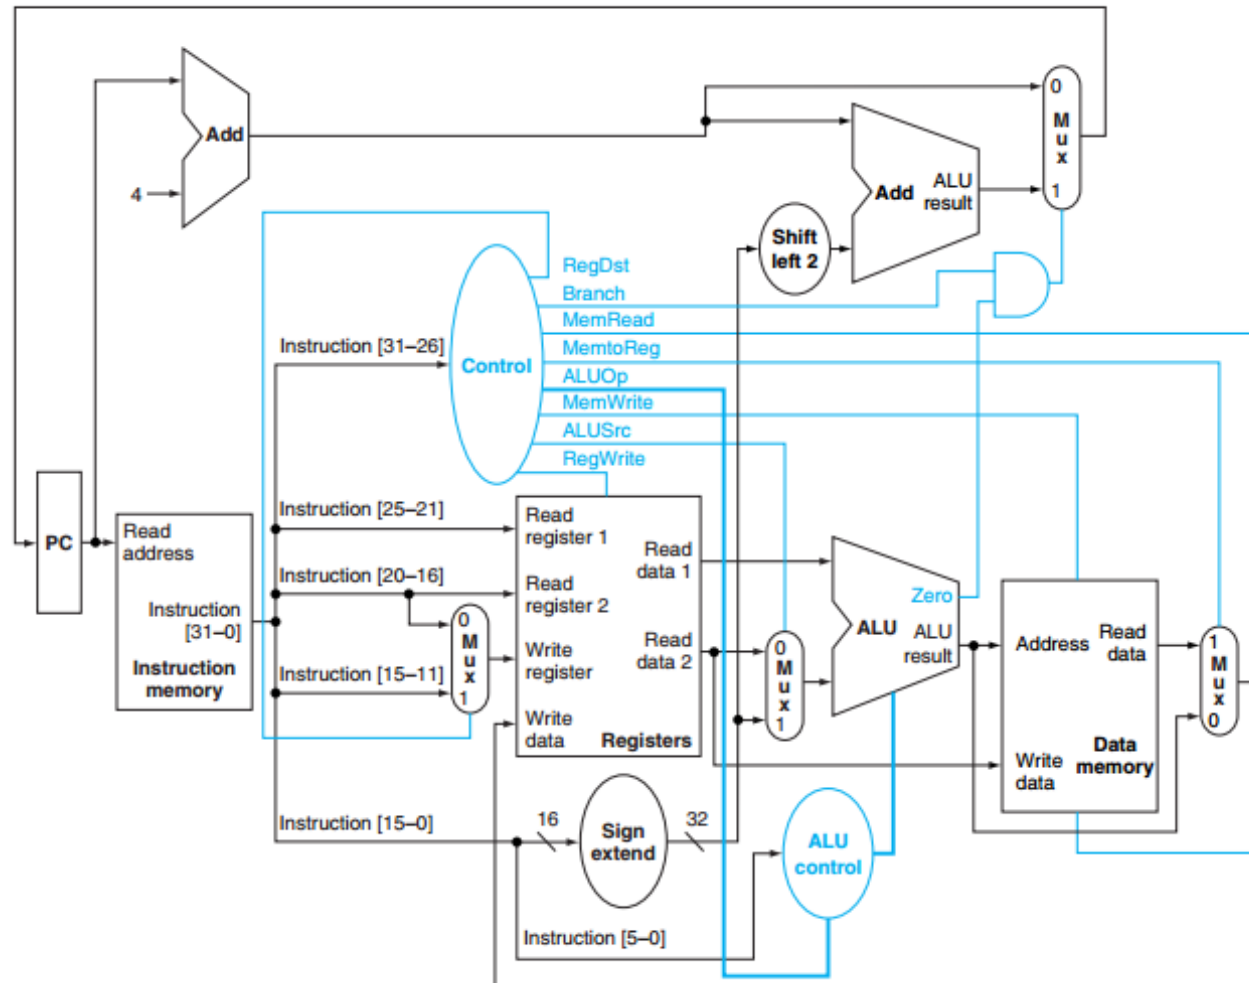 0
M
u
x
1
Add
ALU
result
Add
4
Shift
left 2
RegDst
Branch
MemRead
MemtoReg
ALUOp
MemWrite
ALUSrc
RegWrite
Control
Instruction [31–26]
Instruction [25–21]
Instruction [20–16]
Instruction [15–11]
Instruction [15–0]
Instruction [5–0]
PC
Read
address
Instruction
[31–0]
Instruction
memory
0
M
u
x
1
Read
register 1
Read
register 2
Write
register
Write
data
Read
data 1
Read
data 2
Registers
16
Sign
extend
32
0
M
u
x
1
Zero
ALU
ALU
result
ALU
control
Address
Read
data
Write
data
Data
memory
1
M
u
x
0